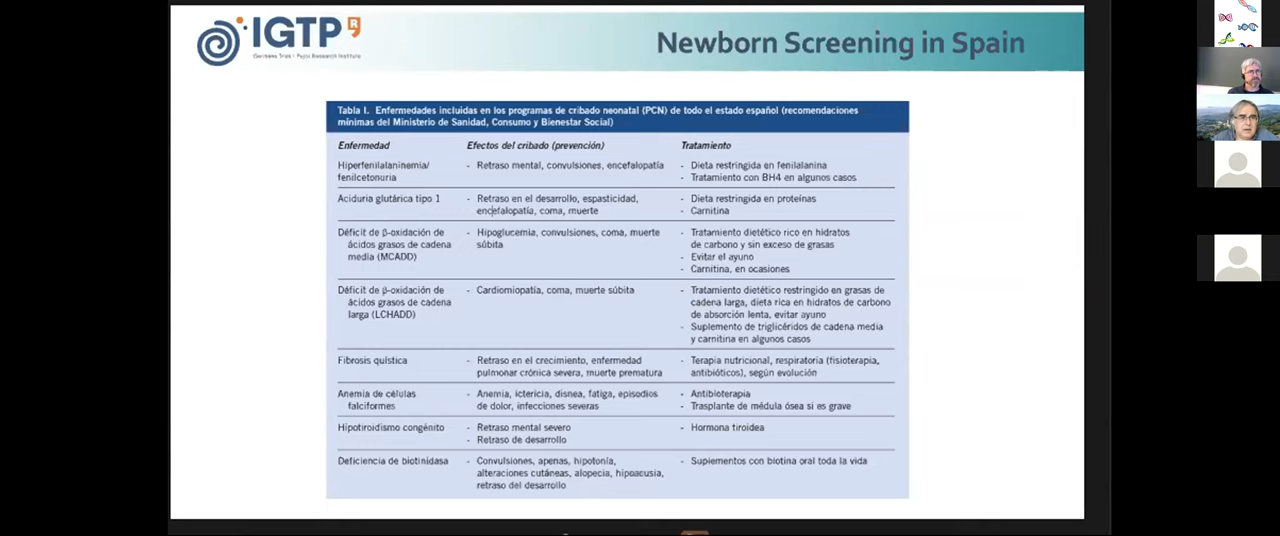 IGTP R
Germans Trias i Pujol Research Institute
Newborn Screening in Spain
Tabla I. Enfermedades incluidas en los programas de cribado neonatal (PCN) de todo el estado español (recomendaciones
mínimas del Ministerio de Sanidad, Consumo y Bienestar Social)
Enfermedad Efectos del cribado (prevención) Tratamiento
Hiperfenilalaninemia/ - Retraso mental, convulsiones, encefalopatía - Dieta restringida en fenilalanina
fenilcetonuria - Tratamiento con BH4 en algunos casos
Aciduria glutárica tipo 1 - Retraso en el desarrollo, espasticidad, - Dieta restringida en proteínas
encefalopatía, coma, muerte - Carnitina
Déficit de β-oxidación de - Hipoglucemia, convulsiones, coma, muerte - Tratamiento dietético rico en hidratos
ácidos grasos de cadena súbita de carbono y sin exceso de grasas
media (MCADD) - Evitar el ayuno
- Carnitina, en ocasiones
Déficit de β-oxidación de - Cardiomiopatía, coma, muerte súbita - Tratamiento dietético restringido en grasas de
ácidos grasos de cadena cadena larga, dieta rica en hidratos de carbono
larga (LCHADD) de absorción lenta, evitar ayuno
- Suplemento de triglicéridos de cadena media
y carnitina en algunos casos
Fibrosis quística - Retraso en el crecimiento, enfermedad - Terapia nutricional, respiratoria (fisioterapia,
pulmonar crónica severa, muerte prematura antibióticos), según evolución
Anemia de células - Anemia, ictericia, disnea, fatiga, episodios - Antibioterapia
falciformes de dolor, infecciones severas - Trasplante de médula ósea si es grave
Hipotiroidismo congénito - Retraso mental severo - Hormona tiroidea
- Retraso de desarrollo
Deficiencia de biotinidasa - Convulsiones, apenas, hipotonía, - Suplementos con biotina oral toda la vida
alteraciones cutáneas, alopecia, hipoacusia,
retraso del desarrollo